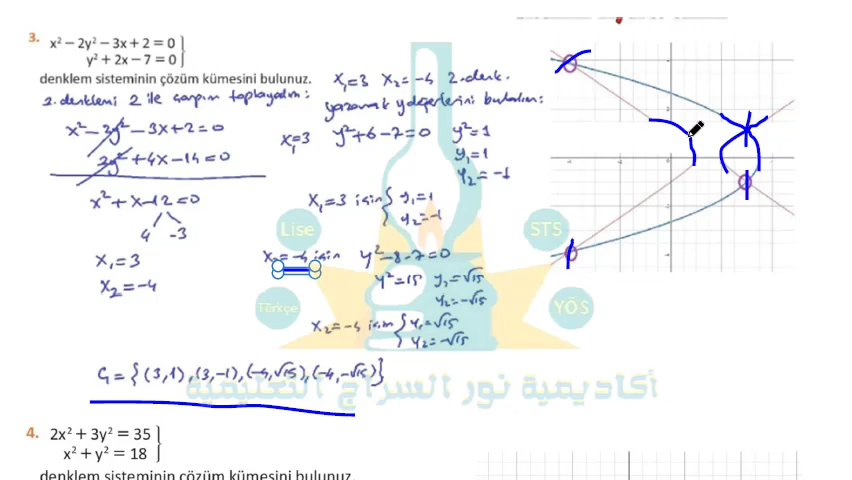 3. x² − 2y² − 3x + 2 = 0
y² + 2x − 7 = 0
denklem sisteminin çözüm kümesini bulunuz.
2. denklemi 2 ile çarpım toplayalım:
x² − 2y² − 3x + 2 = 0
2y² + 4x − 14 = 0
x² + x − 12 = 0
4 −3
x₁ = 3
x₂ = −4
x₁ = 3 x₂ = −4 2. denk.
yazarak y değerlerini bulalım:
x₁ = 3 y² + 6 − 7 = 0 y² = 1
y₁ = 1
y₂ = −1
x₁ = 3 için { y₁ = 1
y₂ = −1
x₂ = −4 için y² − 8 − 7 = 0
y² = 15 y₁ = √15
y₂ = −√15
x₂ = −4 için { y₁ = √15
y₂ = −√15
Ç = {(3, 1), (3, −1), (−4, √15), (−4, −√15)}
Lise
STS
Türkçe
YÖS
أكاديمية نور السراج التعليمية
4. 2x² + 3y² = 35
x² + y² = 18
denklem sisteminin çözüm kümesini bulunuz.